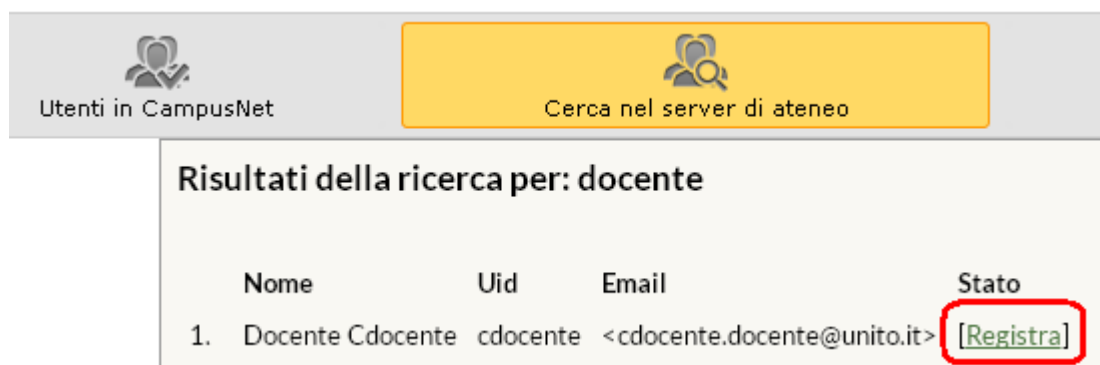 Utenti in CampusNet
Cerca nel server di ateneo
Risultati della ricerca per: docente
Nome Uid Email Stato
1. Docente Cdocente cdocente <cdocente.docente@unito.it> [Registra]